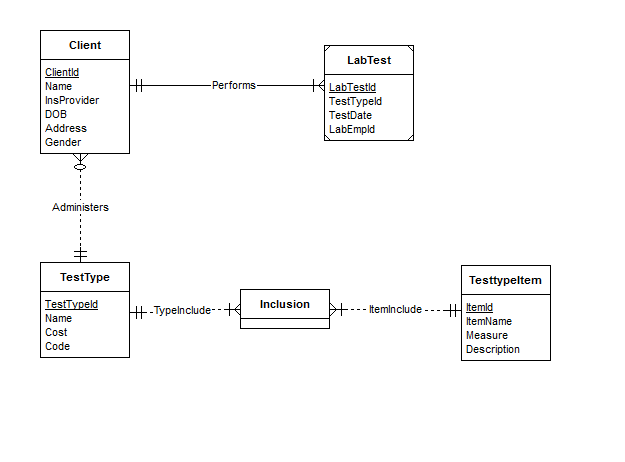 Client
ClientId
Name
InsProvider
DOB
Address
Gender
Performs
LabTest
LabTestId
TestTypeId
TestDate
LabEmpId
Administers
TestType
TestTypeId
Name
Cost
Code
TypeInclude
Inclusion
ItemInclude
TesttypeItem
ItemId
ItemName
Measure
Description